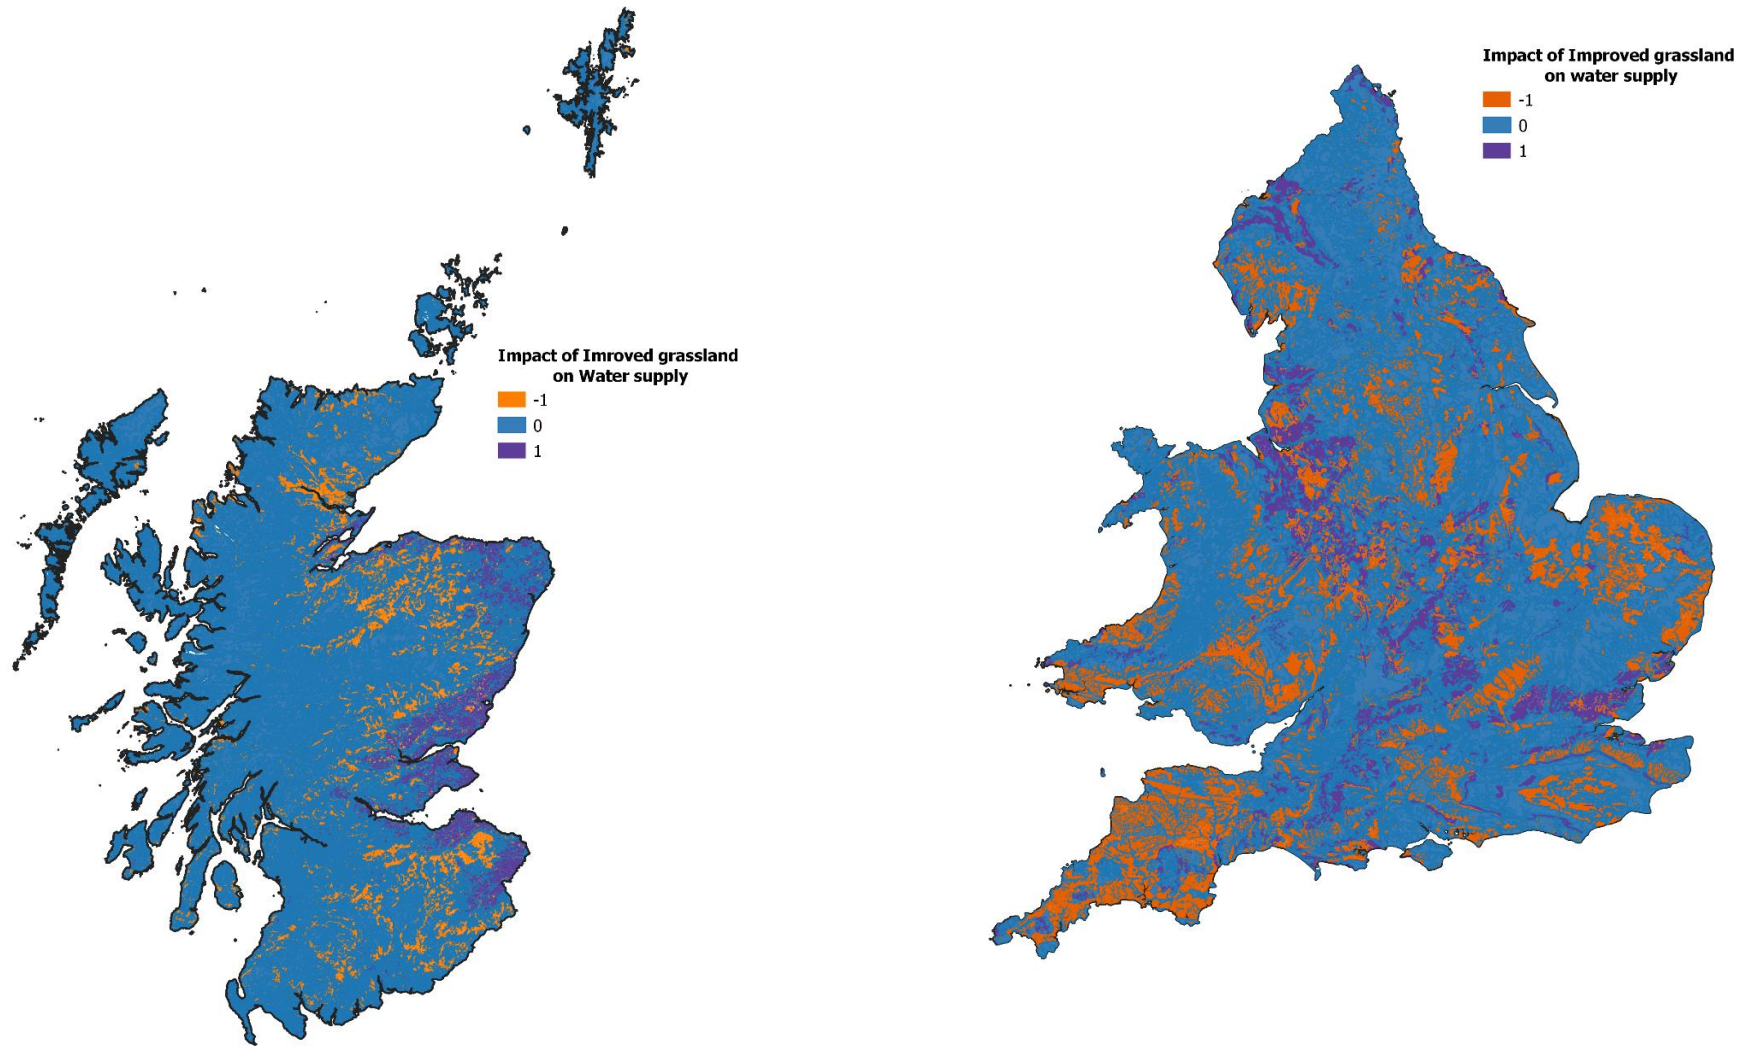 Impact of Imroved grassland
on Water supply
-1
0
1
Impact of Improved grassland
on water supply
-1
0
1